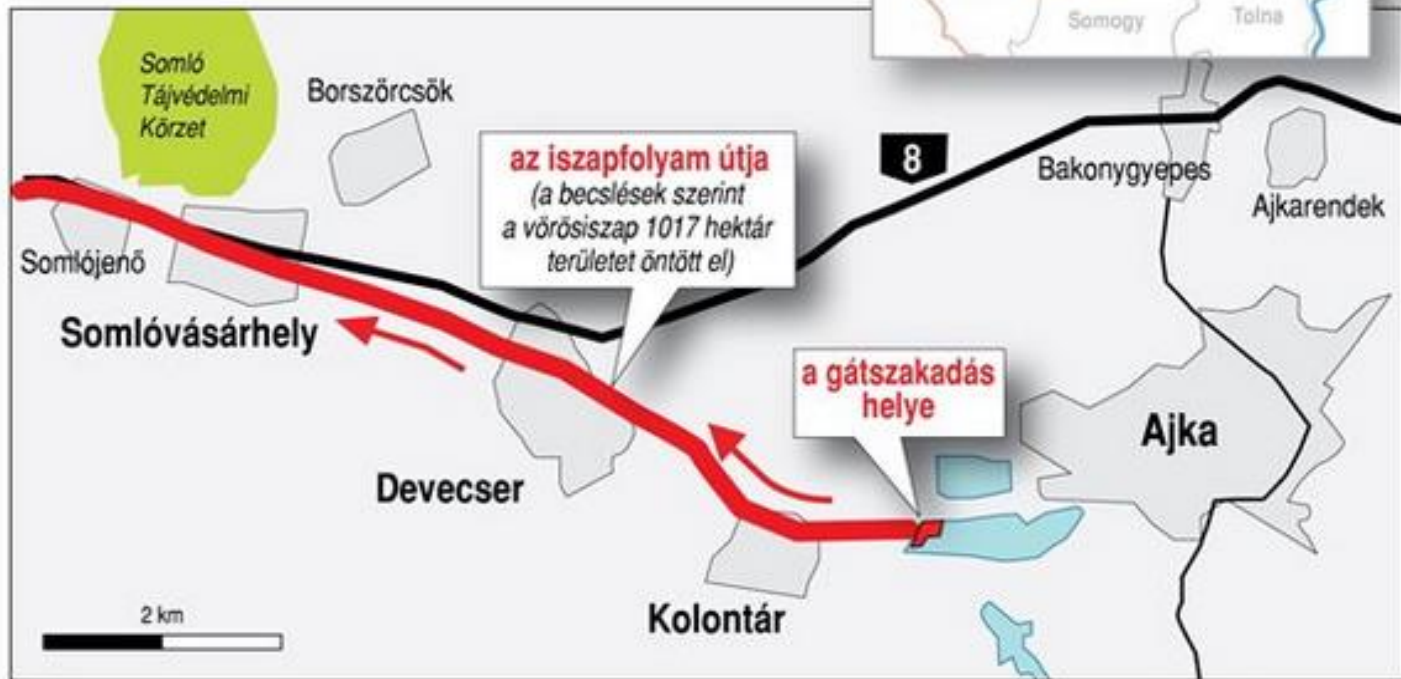 Somogy
Tolna
Somló
Tájvédelmi
Körzet
Borszörcsök
az iszapfolyam útja
(a becslések szerint
a vörösiszap 1017 hektár
területet öntött el)
8
Bakonygyepes
Ajkarendek
Somlójenő
Somlóvásárhely
a gátszakadás
helye
Ajka
Devecser
Kolontár
2 km